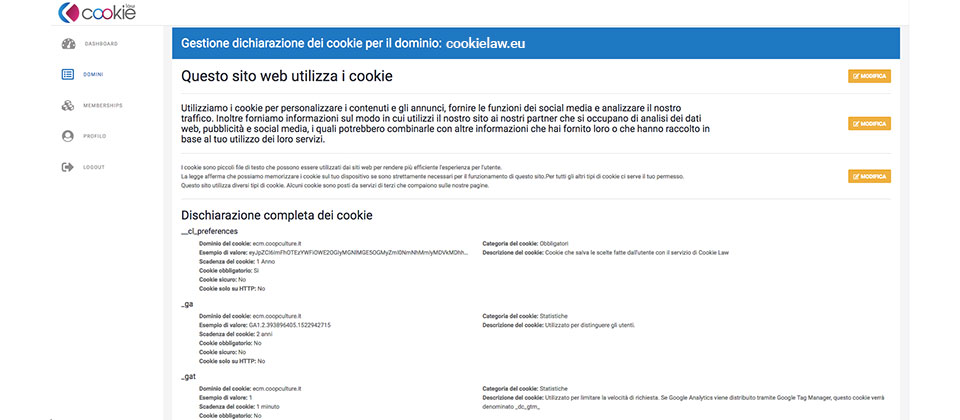 cookie law
DASHBOARD
DOMINI
MEMBERSHIPS
PROFILO
LOGOUT
Gestione dichiarazione dei cookie per il dominio: cookielaw.eu
Questo sito web utilizza i cookie
MODIFICA
Utilizziamo i cookie per personalizzare i contenuti e gli annunci, fornire le funzioni dei social media e analizzare il nostro
traffico. Inoltre forniamo informazioni sul modo in cui utilizzi il nostro sito ai nostri partner che si occupano di analisi dei dati
web, pubblicità e social media, i quali potrebbero combinarle con altre informazioni che hai fornito loro o che hanno raccolto in
base al tuo utilizzo dei loro servizi.
MODIFICA
I cookie sono piccoli file di testo che possono essere utilizzati dai siti web per rendere più efficiente l'esperienza per l'utente.
La legge afferma che possiamo memorizzare i cookie sul tuo dispositivo se sono strettamente necessari per il funzionamento di questo sito.Per tutti gli altri tipi di cookie ci serve il tuo permesso.
Questo sito utilizza diversi tipi di cookie. Alcuni cookie sono posti da servizi di terzi che compaiono sulle nostre pagine.
MODIFICA
Dischiarazione completa dei cookie
__cl_preferences
Dominio del cookie: ecm.coopculture.it
Esempio di valore:
Scadenza del cookie: 1 Anno
Cookie obbligatorio: Si
Cookie sicuro: No
Cookie solo su HTTP: No
Categoria del cookie: Obbligatori
Descrizione del cookie: Cookie che salva le scelte fatte dall'utente con il servizio di Cookie Law
_ga
Dominio del cookie: ecm.coopculture.it
Esempio di valore: GA1.2.393896405.1522942715
Scadenza del cookie: 2 anni
Cookie obbligatorio: No
Cookie sicuro: No
Cookie solo su HTTP: No
Categoria del cookie: Statistiche
Descrizione del cookie: Utilizzato per distinguere gli utenti.
_gat
Dominio del cookie: ecm.coopculture.it
Esempio di valore: 1
Scadenza del cookie: 1 minuto
Cookie obbligatorio: No
Categoria del cookie: Statistiche
Descrizione del cookie: Utilizzato per limitare la velocità di richiesta. Se Google Analytics viene distribuito tramite Google Tag Manager, questo cookie verrà
denominato _dc_gtm_